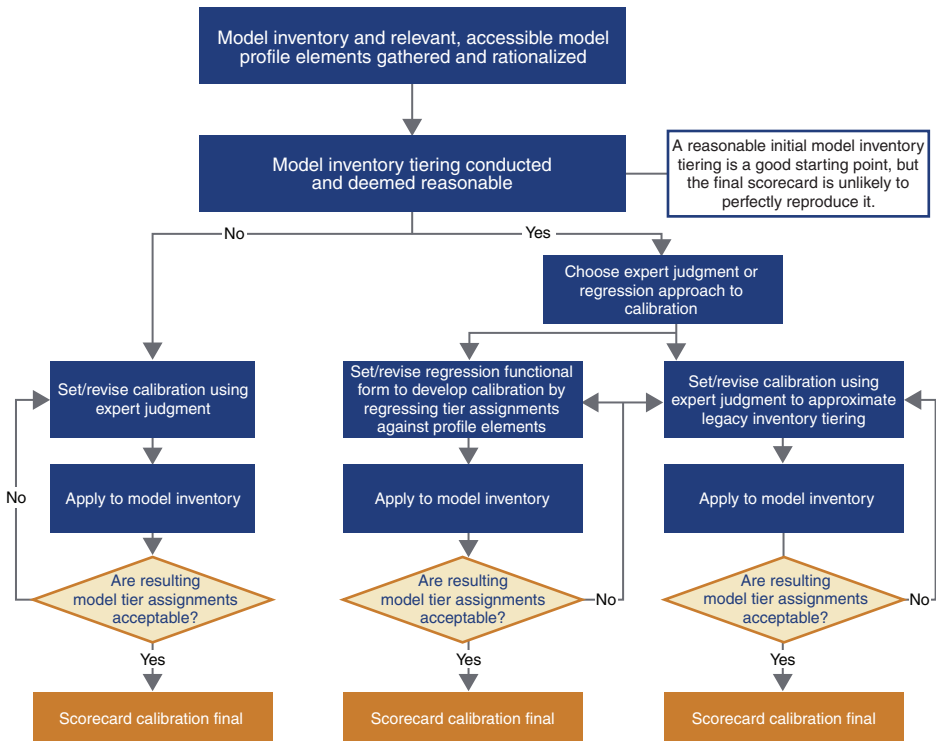 Model inventory and relevant, accessible model
profile elements gathered and rationalized
Model inventory tiering conducted
and deemed reasonable
A reasonable initial model inventory
tiering is a good starting point, but
the final scorecard is unlikely to
perfectly reproduce it.
No
Yes
Choose expert judgment or
regression approach to
calibration
Set/revise calibration using
expert judgment
Set/revise regression functional
form to develop calibration by
regressing tier assignments
against profile elements
Set/revise calibration using
expert judgment to approximate
legacy inventory tiering
No
Apply to model inventory
Apply to model inventory
Apply to model inventory
Are resulting
model tier assignments
acceptable?
Are resulting
model tier assignments
acceptable?
No
Are resulting
model tier assignments
acceptable?
No
Yes
Yes
Yes
Scorecard calibration final
Scorecard calibration final
Scorecard calibration final